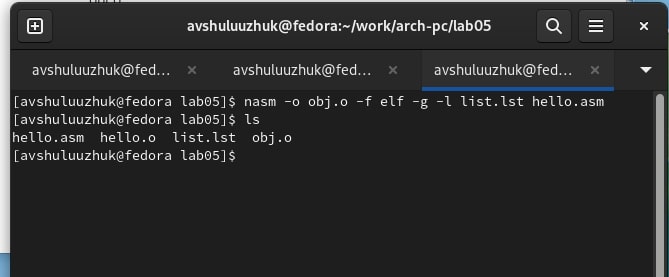 avshuluuzhuk@fedora:~/work/arch-pc/lab05
avshuluuzhuk@fed... avshuluuzhuk@fed... avshuluuzhuk@fed...
[avshuluuzhuk@fedora lab05]$ nasm -o obj.o -f elf -g -l list.lst hello.asm
[avshuluuzhuk@fedora lab05]$ ls
hello.asm  hello.o  list.lst  obj.o
[avshuluuzhuk@fedora lab05]$